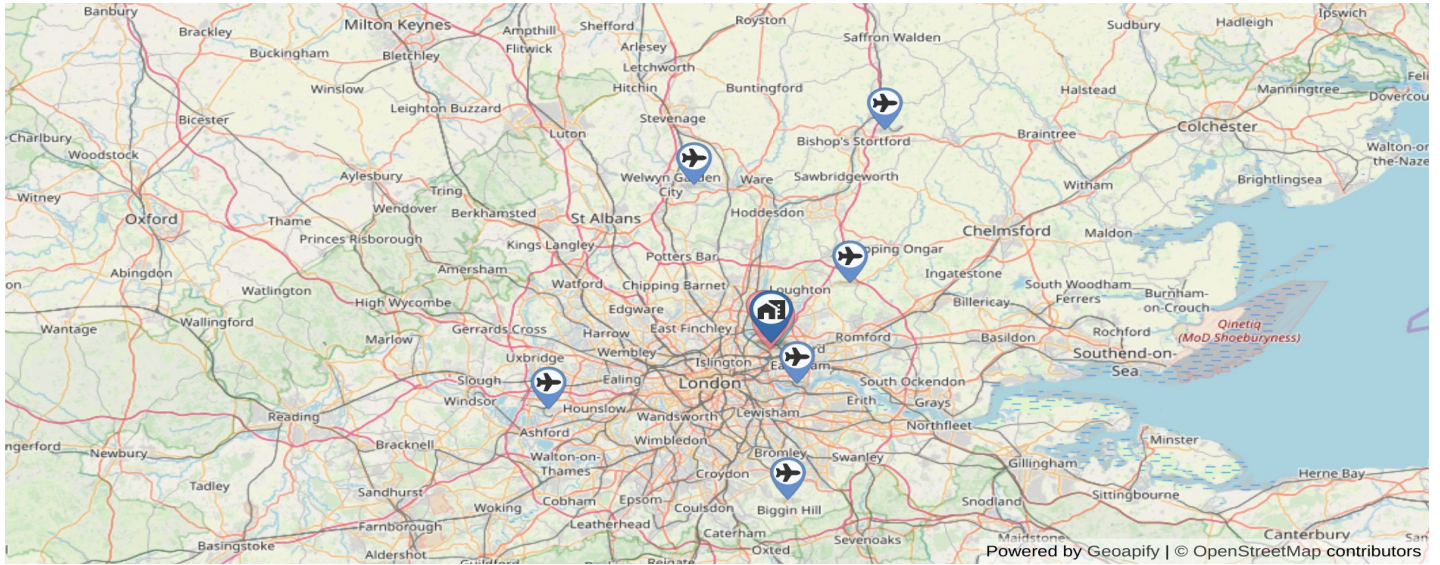 Banbury
Brackley
Milton Keynes
Ampthill
Shefford
Royston
Saffron Walden
Sudbury
Hadleigh
Ipswich
Buckingham
Bletchley
Flitwick
Arlesey
Letchworth
Winslow
Hitchin
Buntingford
Halstead
Manningtree
Bicester
Leighton Buzzard
Luton
Stevenage
Dovercou
Charlbury
Woodstock
Bishop's Stortford
Braintree
Colchester
Walton-on-
the-Naze
Aylesbury
Tring
Welwyn Garden
City
Ware
Sawbridgeworth
Witham
Brightlingsea
Witney
Oxford
Thame
Wendover
Berkhamsted
St Albans
Hoddesdon
Chelmsford
Maldon
Princes Risborough
Kings Langley
Potters Bar
pping Ongar
Abingdon
Amersham
Watford
Chipping Barnet
Loughton
Ingatestone
on
Watlington
High Wycombe
Edgware
Billericay
South Woodham
Ferrers
Burnham-
on-Crouch
Wantage
Wallingford
Marlow
Gerrards Cross
Harrow
East Finchley
Romford
Basildon
Rochford
Qinetiq
(MoD Shoeburyness)
Uxbridge
Wembley
Islington
Southend-on-
Sea
Slough
Ealing
London
South Ockendon
Windsor
Hounslow
Wandsworth
Lewisham
Erith
Grays
Reading
Ashford
Wimbledon
Northfleet
ngerford
Newbury
Bracknell
Walton-on-
Thames
Bromley
Swanley
Gillingham
Minster
Tadley
Sandhurst
Woking
Cobham
Epsom
Croydon
Coulsdon
Biggin Hill
Snodland
Sittingbourne
Herne Bay
Farnborough
Leatherhead
Caterham
Sevenoaks
Maidstone
Canterbury
Basingstoke
Aldershot
Guildford
Reigate
Oxted
Powered by Geoapify | © OpenStreetMap contributors